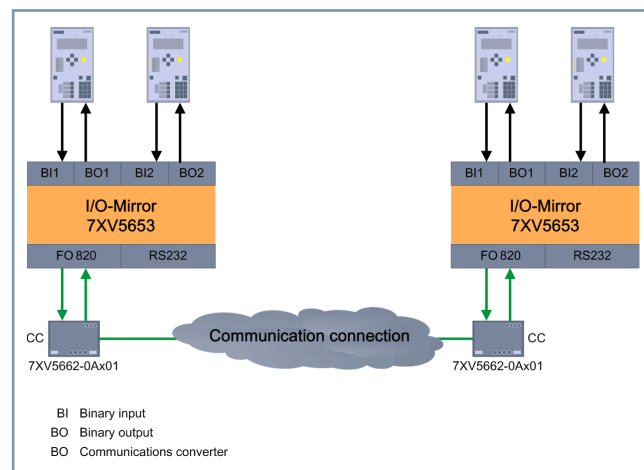 BI1 BO1 BI2 BO2
I/O-Mirror
7XV5653
FO 820 RS232
BI1 BO1 BI2 BO2
I/O-Mirror
7XV5653
FO 820 RS232
CC
7XV5662-0Ax01
Communication connection
CC
7XV5662-0Ax01
BI Binary input
BO Binary output
BO Communications converter